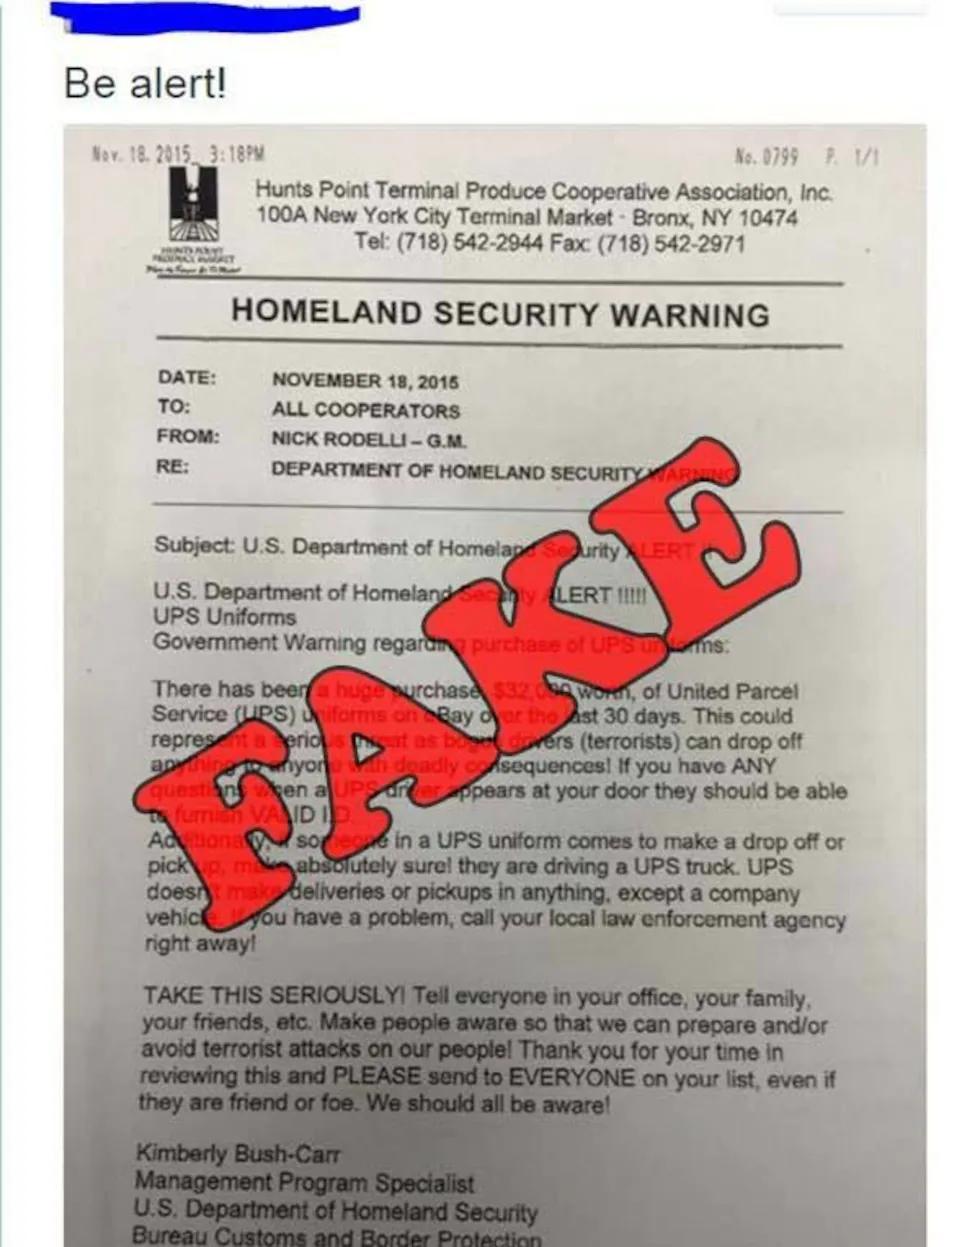 Be alert!
Nov. 18. 2015 3:18PM No. 0799 P. 1/1
Hunts Point Terminal Produce Cooperative Association, Inc.
100A New York City Terminal Market · Bronx, NY 10474
Tel: (718) 542-2944 Fax: (718) 542-2971
HUNTS POINT
PRODUCE MARKET
HOMELAND SECURITY WARNING
DATE: NOVEMBER 18, 2015
TO: ALL COOPERATORS
FROM: NICK RODELLI – G.M.
RE: DEPARTMENT OF HOMELAND SECURITY WARNING
Subject: U.S. Department of Homeland Security ALERT
U.S. Department of Homeland Security ALERT !!!!!
UPS Uniforms
Government Warning regarding purchase of UPS uniforms:
There has been a huge purchase, $32,000 worth, of United Parcel
Service (UPS) uniforms on eBay over the last 30 days. This could
represent a serious threat as bogus drivers (terrorists) can drop off
anything to anyone with deadly consequences! If you have ANY
questions when a UPS driver appears at your door they should be able
to furnish VALID I.D.
Additionally, if someone in a UPS uniform comes to make a drop off or
pick up, make absolutely sure! they are driving a UPS truck. UPS
doesn't make deliveries or pickups in anything, except a company
vehicle. If you have a problem, call your local law enforcement agency
right away!
TAKE THIS SERIOUSLY! Tell everyone in your office, your family,
your friends, etc. Make people aware so that we can prepare and/or
avoid terrorist attacks on our people! Thank you for your time in
reviewing this and PLEASE send to EVERYONE on your list, even if
they are friend or foe. We should all be aware!
Kimberly Bush-Carr
Management Program Specialist
U.S. Department of Homeland Security
Bureau Customs and Border Protection
FAKE